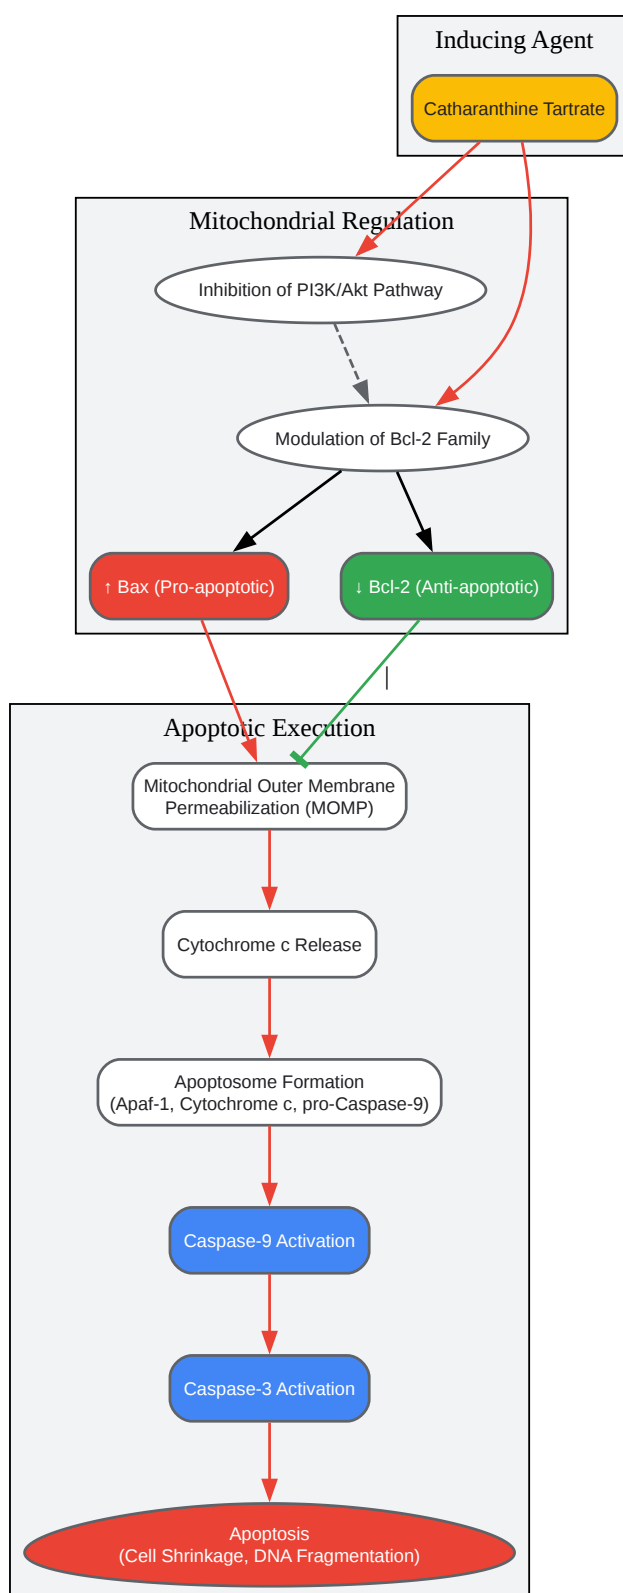 Inducing Agent
Catharanthine Tartrate
Mitochondrial Regulation
Inhibition of PI3K/Akt Pathway
Modulation of Bcl-2 Family
↑ Bax (Pro-apoptotic)
↓ Bcl-2 (Anti-apoptotic)
|
Apoptotic Execution
Mitochondrial Outer Membrane
Permeabilization (MOMP)
Cytochrome c Release
Apoptosome Formation
(Apaf-1, Cytochrome c, pro-Caspase-9)
Caspase-9 Activation
Caspase-3 Activation
Apoptosis
(Cell Shrinkage, DNA Fragmentation)